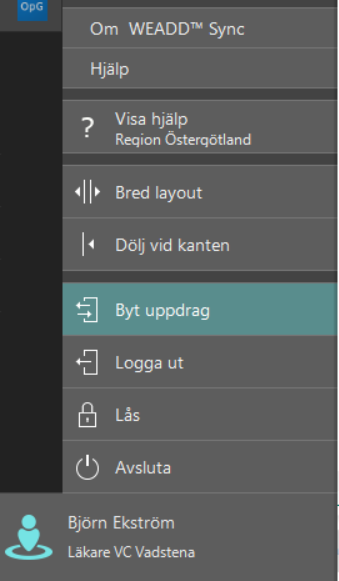 OpG
Om WEADD™ Sync
Hjälp
Visa hjälp
Region Östergötland
Bred layout
Dölj vid kanten
Byt uppdrag
Logga ut
Lås
Avsluta
Björn Ekström
Läkare VC Vadstena